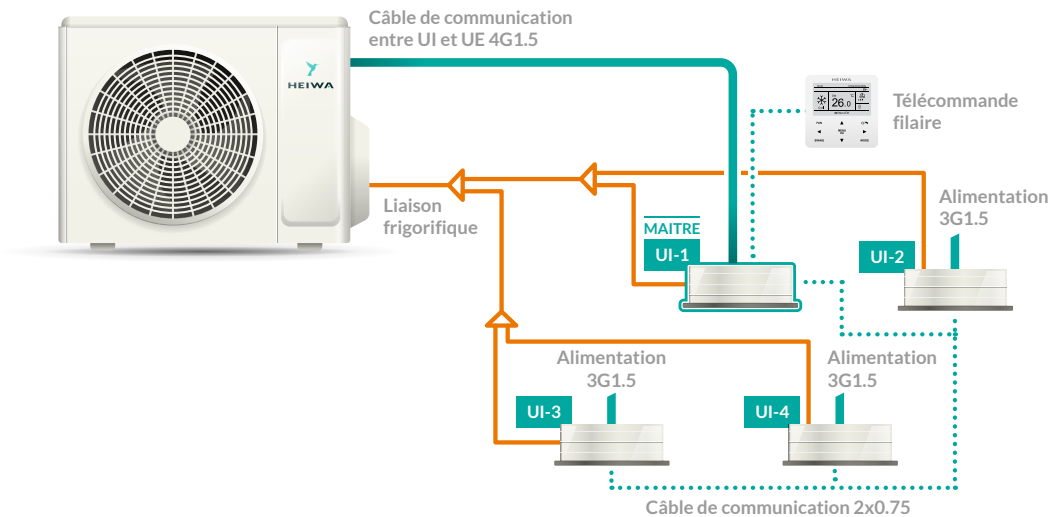 Câble de communication
entre UI et UE 4G1.5
HEIWA
HEIWA
26.0
Télécommande
filaire
Liaison
frigorifique
Alimentation
3G1.5
MAITRE
UI-1
UI-2
Alimentation
3G1.5
Alimentation
3G1.5
UI-3
UI-4
Câble de communication 2x0.75